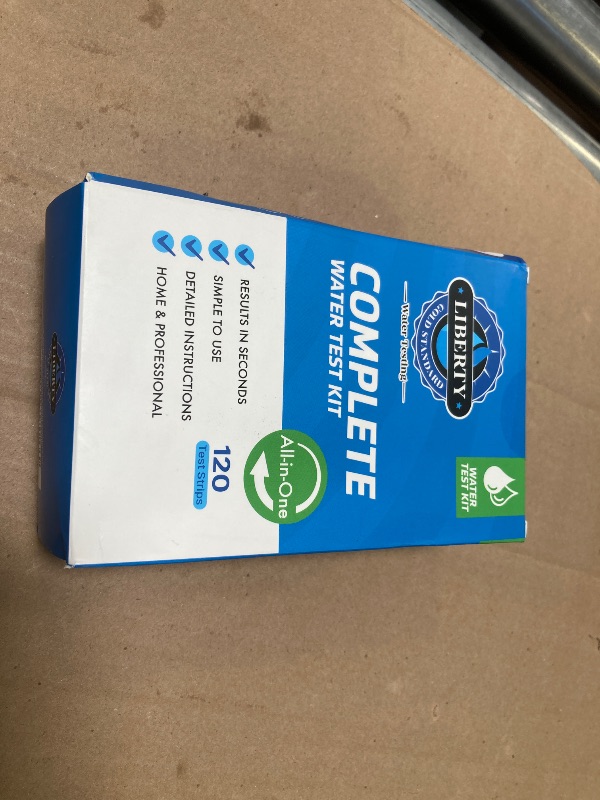 LIBERTY
GOLD STANDARD
Water Testing
WATER
TEST KIT
COMPLETE
WATER TEST KIT
All-in-One
RESULTS IN SECONDS
SIMPLE TO USE
DETAILED INSTRUCTIONS
HOME & PROFESSIONAL
120
Test Strips